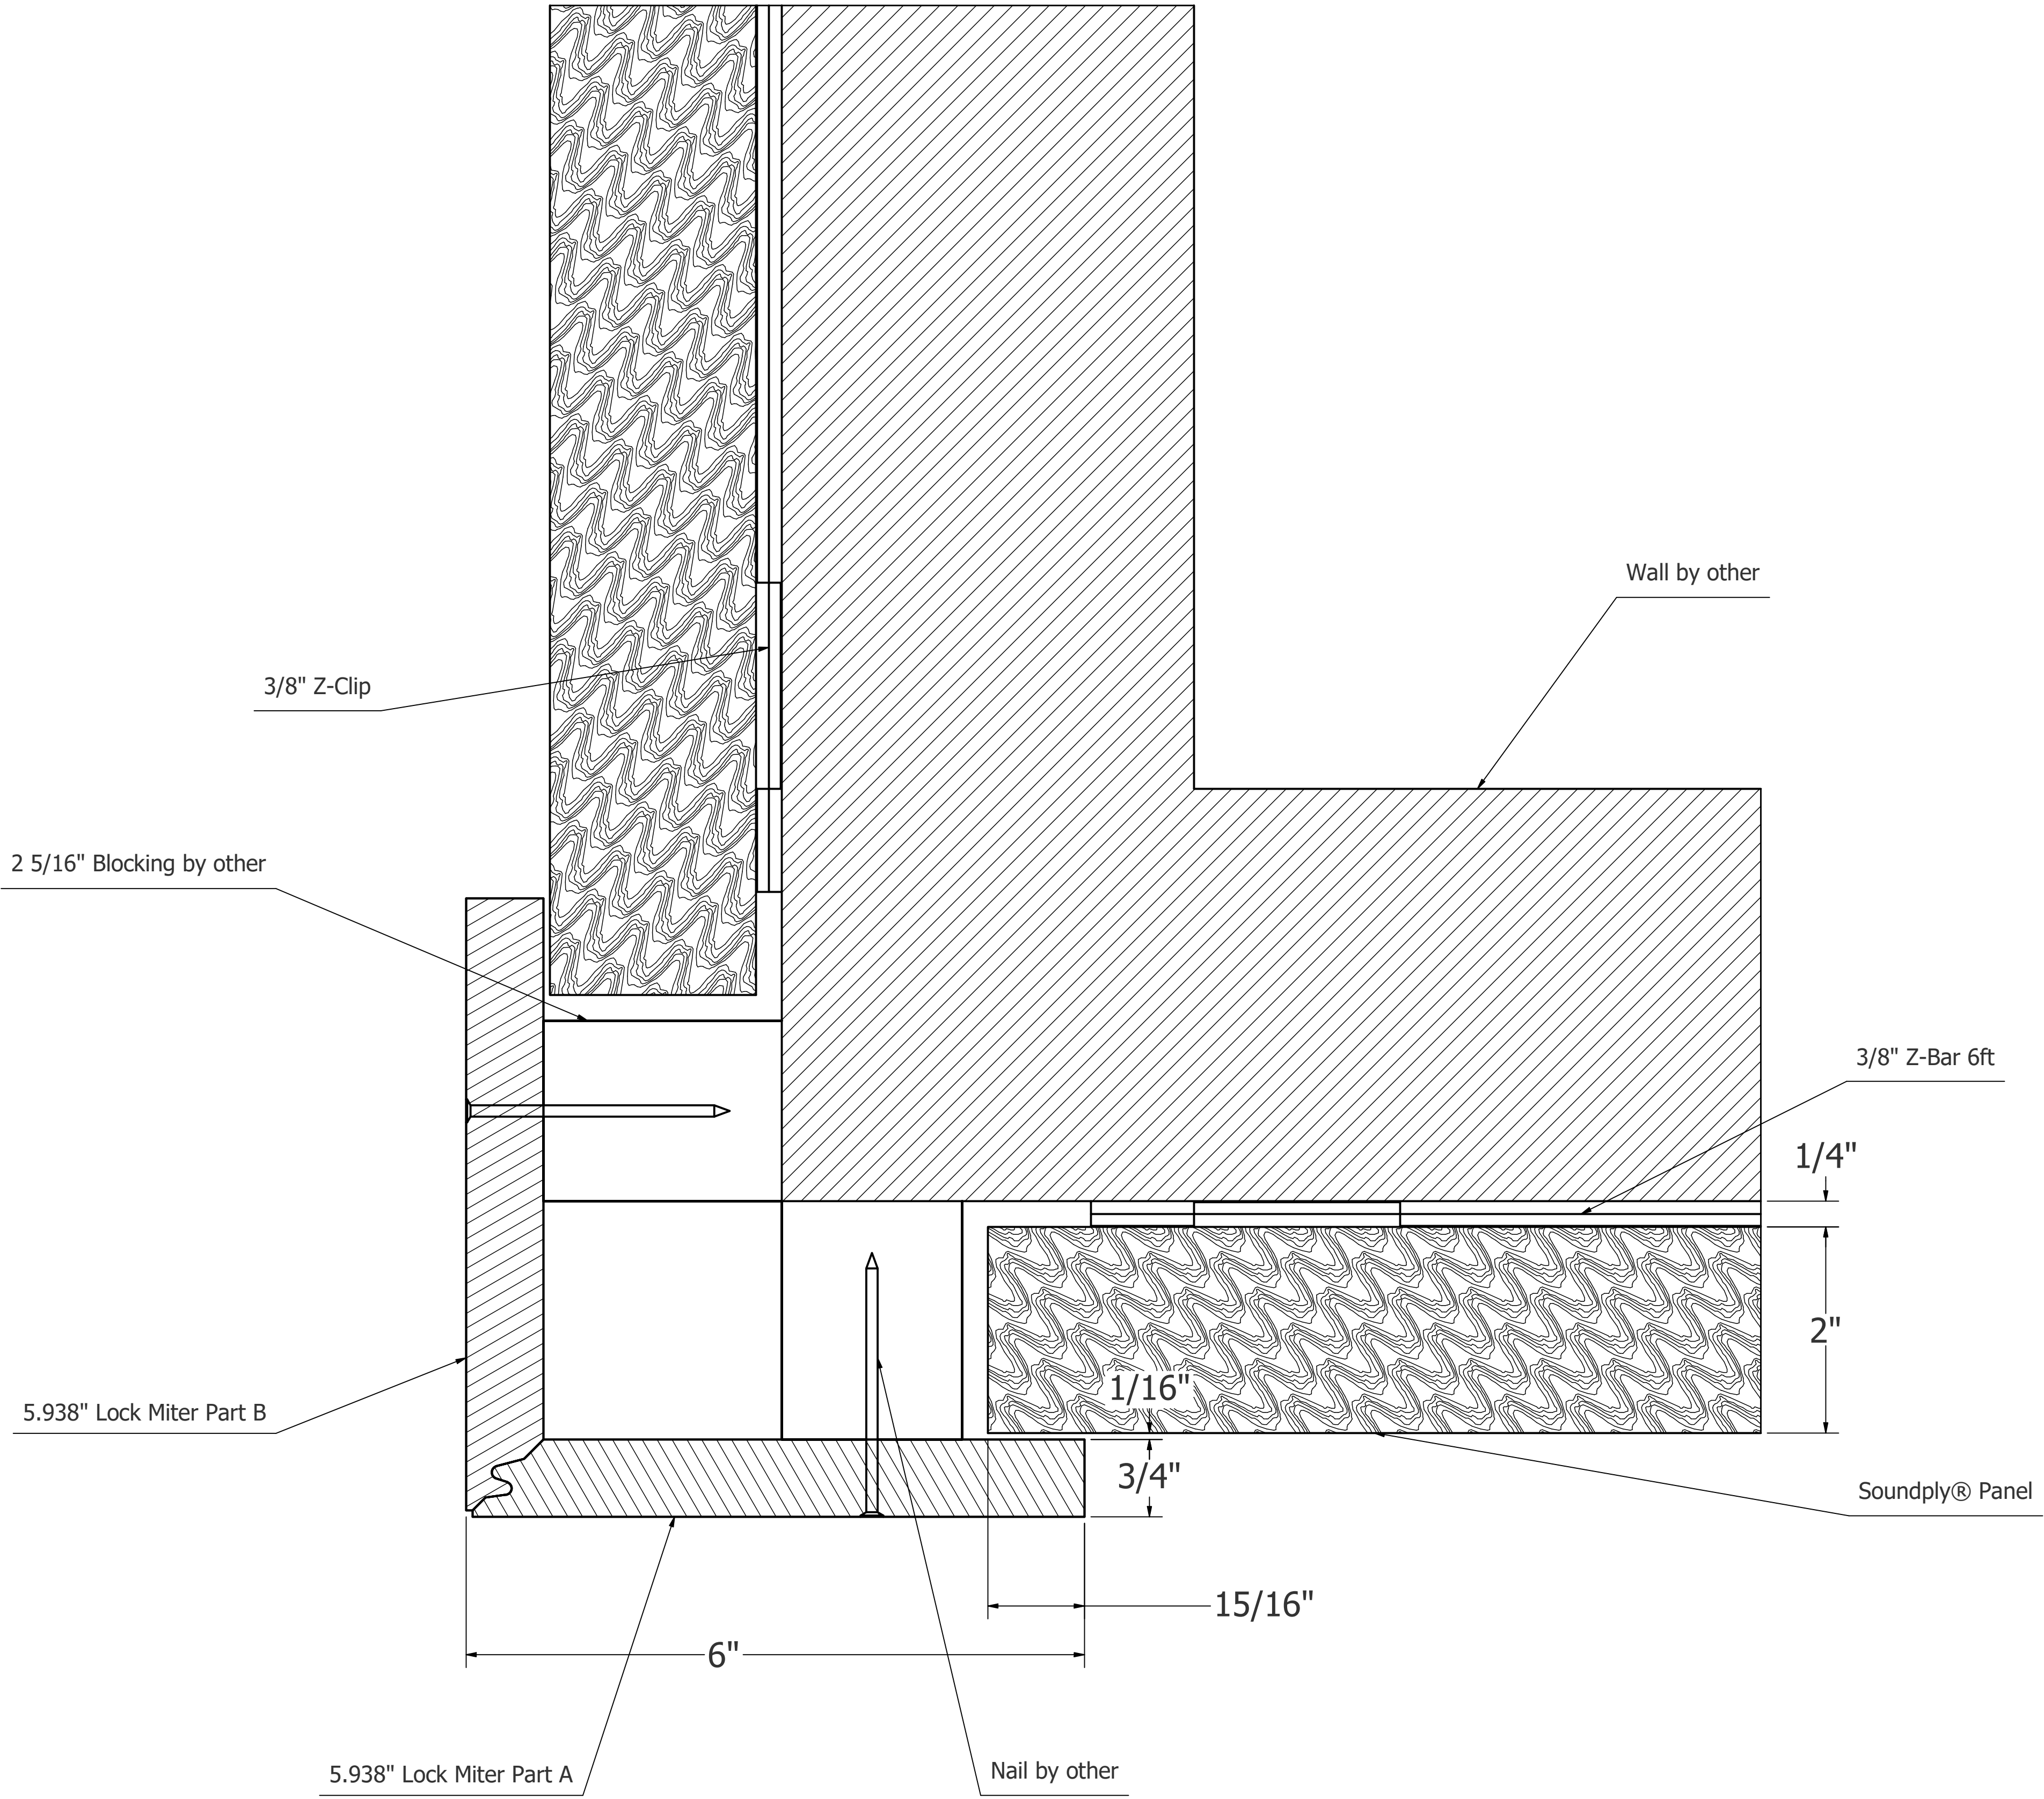 Wall by other
3/8" Z-Clip
2 5/16" Blocking by other
3/8" Z-Bar 6ft
1/4"
2"
1/16"
5.938" Lock Miter Part B
3/4"
Soundply® Panel
15/16"
6"
5.938" Lock Miter Part A
Nail by other